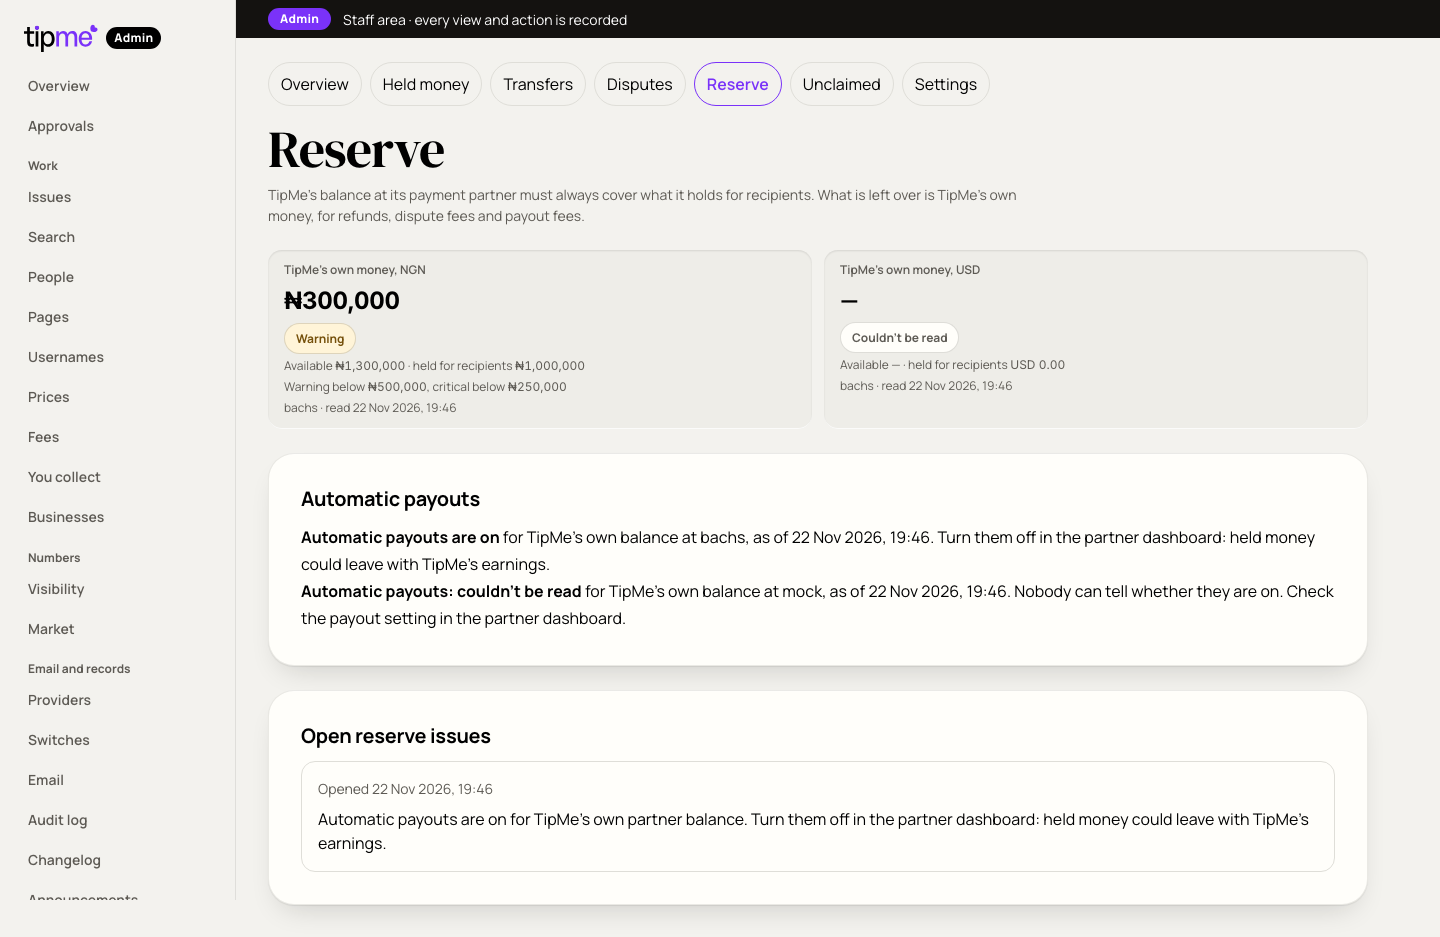 tipme Admin
Overview
Approvals
Work
Issues
Search
People
Pages
Usernames
Prices
Fees
You collect
Businesses
Numbers
Visibility
Market
Email and records
Providers
Switches
Email
Audit log
Changelog
Announcements
Admin Staff area · every view and action is recorded
Overview Held money Transfers Disputes Reserve Unclaimed Settings
Reserve
TipMe's balance at its payment partner must always cover what it holds for recipients. What is left over is TipMe's own
money, for refunds, dispute fees and payout fees.
TipMe's own money, NGN
₦300,000
Warning
Available ₦1,300,000 · held for recipients ₦1,000,000
Warning below ₦500,000, critical below ₦250,000
bachs · read 22 Nov 2026, 19:46
TipMe's own money, USD
—
Couldn't be read
Available — · held for recipients USD 0.00
bachs · read 22 Nov 2026, 19:46
Automatic payouts
Automatic payouts are on for TipMe's own balance at bachs, as of 22 Nov 2026, 19:46. Turn them off in the partner dashboard: held money
could leave with TipMe's earnings.
Automatic payouts: couldn't be read for TipMe's own balance at mock, as of 22 Nov 2026, 19:46. Nobody can tell whether they are on. Check
the payout setting in the partner dashboard.
Open reserve issues
Opened 22 Nov 2026, 19:46
Automatic payouts are on for TipMe's own partner balance. Turn them off in the partner dashboard: held money could leave with TipMe's
earnings.